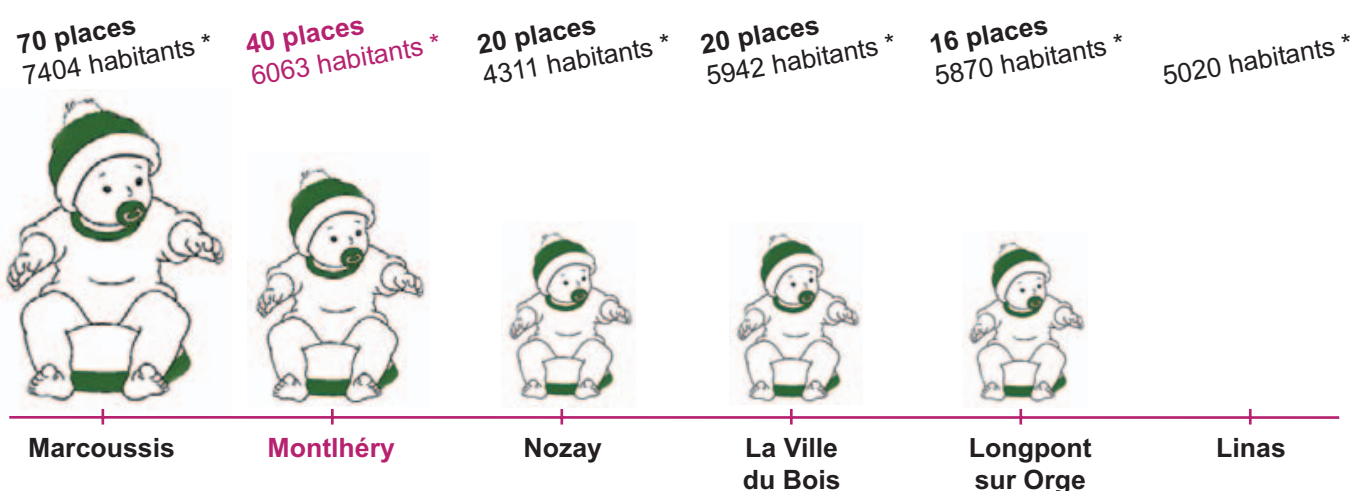 70 places
7404 habitants *
40 places
6063 habitants *
20 places
4311 habitants *
20 places
5942 habitants *
16 places
5870 habitants *
5020 habitants *
Marcoussis
Montlhéry
Nozay
La Ville
du Bois
Longpont
sur Orge
Linas